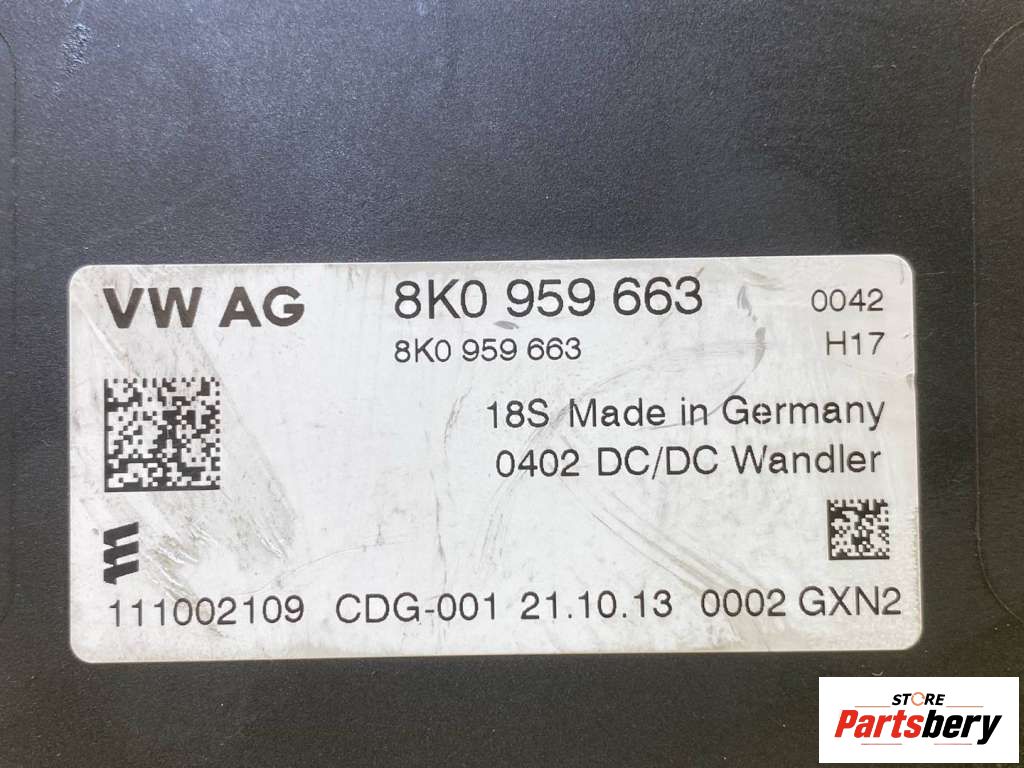 VW AG 8K0 959 663 0042
8K0 959 663 H17
18S Made in Germany
0402 DC/DC Wandler
111002109 CDG-001 21.10.13 0002 GXN2
STORE
Partsbery